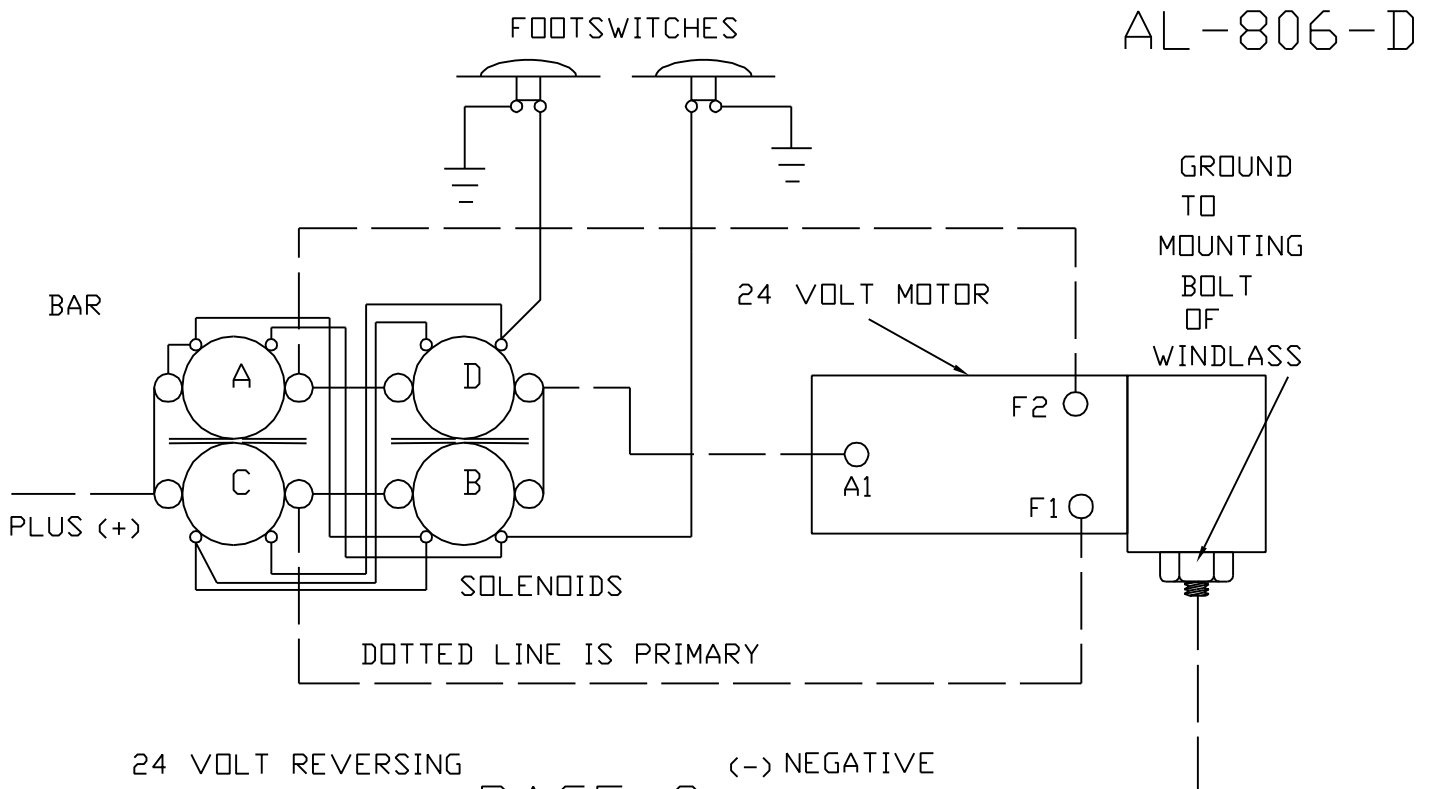 FOOTSWITCHES
AL-806-D
GROUND
TO
MOUNTING
BOLT
OF
WINDLASS
BAR
24 VOLT MOTOR
A
D
F2
A1
C
B
F1
PLUS (+)
SOLENOIDS
DOTTED LINE IS PRIMARY
24 VOLT REVERSING
(-) NEGATIVE